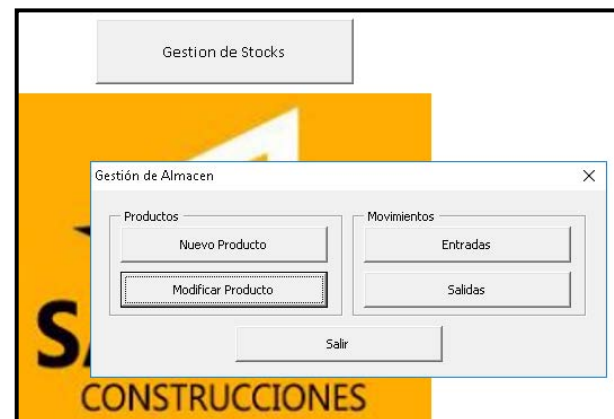 Gestion de Stocks
Gestión de Almacen
Productos
Nuevo Producto
Modificar Producto
Movimientos
Entradas
Salidas
Salir
CONSTRUCCIONES